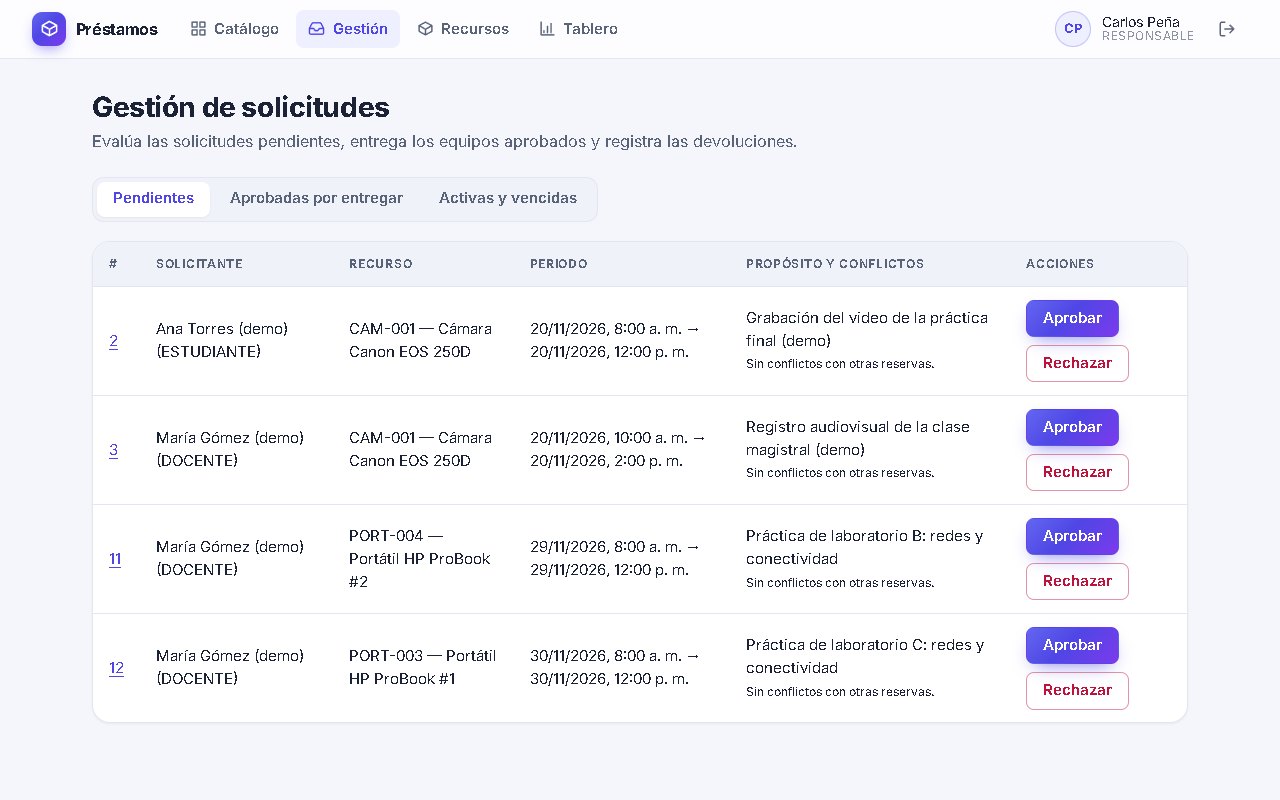 Préstamos
Catálogo
Gestión
Recursos
Tablero
CP
Carlos Peña
RESPONSABLE
Gestión de solicitudes
Evalúa las solicitudes pendientes, entrega los equipos aprobados y registra las devoluciones.
Pendientes
Aprobadas por entregar
Activas y vencidas
# SOLICITANTE RECURSO PERIODO PROPÓSITO Y CONFLICTOS ACCIONES
2
Ana Torres (demo)
(ESTUDIANTE)
CAM-001 — Cámara
Canon EOS 250D
20/11/2026, 8:00 a. m. →
20/11/2026, 12:00 p. m.
Grabación del video de la práctica
final (demo)
Sin conflictos con otras reservas.
Aprobar
Rechazar
3
María Gómez (demo)
(DOCENTE)
CAM-001 — Cámara
Canon EOS 250D
20/11/2026, 10:00 a. m. →
20/11/2026, 2:00 p. m.
Registro audiovisual de la clase
magistral (demo)
Sin conflictos con otras reservas.
Aprobar
Rechazar
11
María Gómez (demo)
(DOCENTE)
PORT-004 —
Portátil HP ProBook
#2
29/11/2026, 8:00 a. m. →
29/11/2026, 12:00 p. m.
Práctica de laboratorio B: redes y
conectividad
Sin conflictos con otras reservas.
Aprobar
Rechazar
12
María Gómez (demo)
(DOCENTE)
PORT-003 — Portátil
HP ProBook #1
30/11/2026, 8:00 a. m. →
30/11/2026, 12:00 p. m.
Práctica de laboratorio C: redes y
conectividad
Sin conflictos con otras reservas.
Aprobar
Rechazar